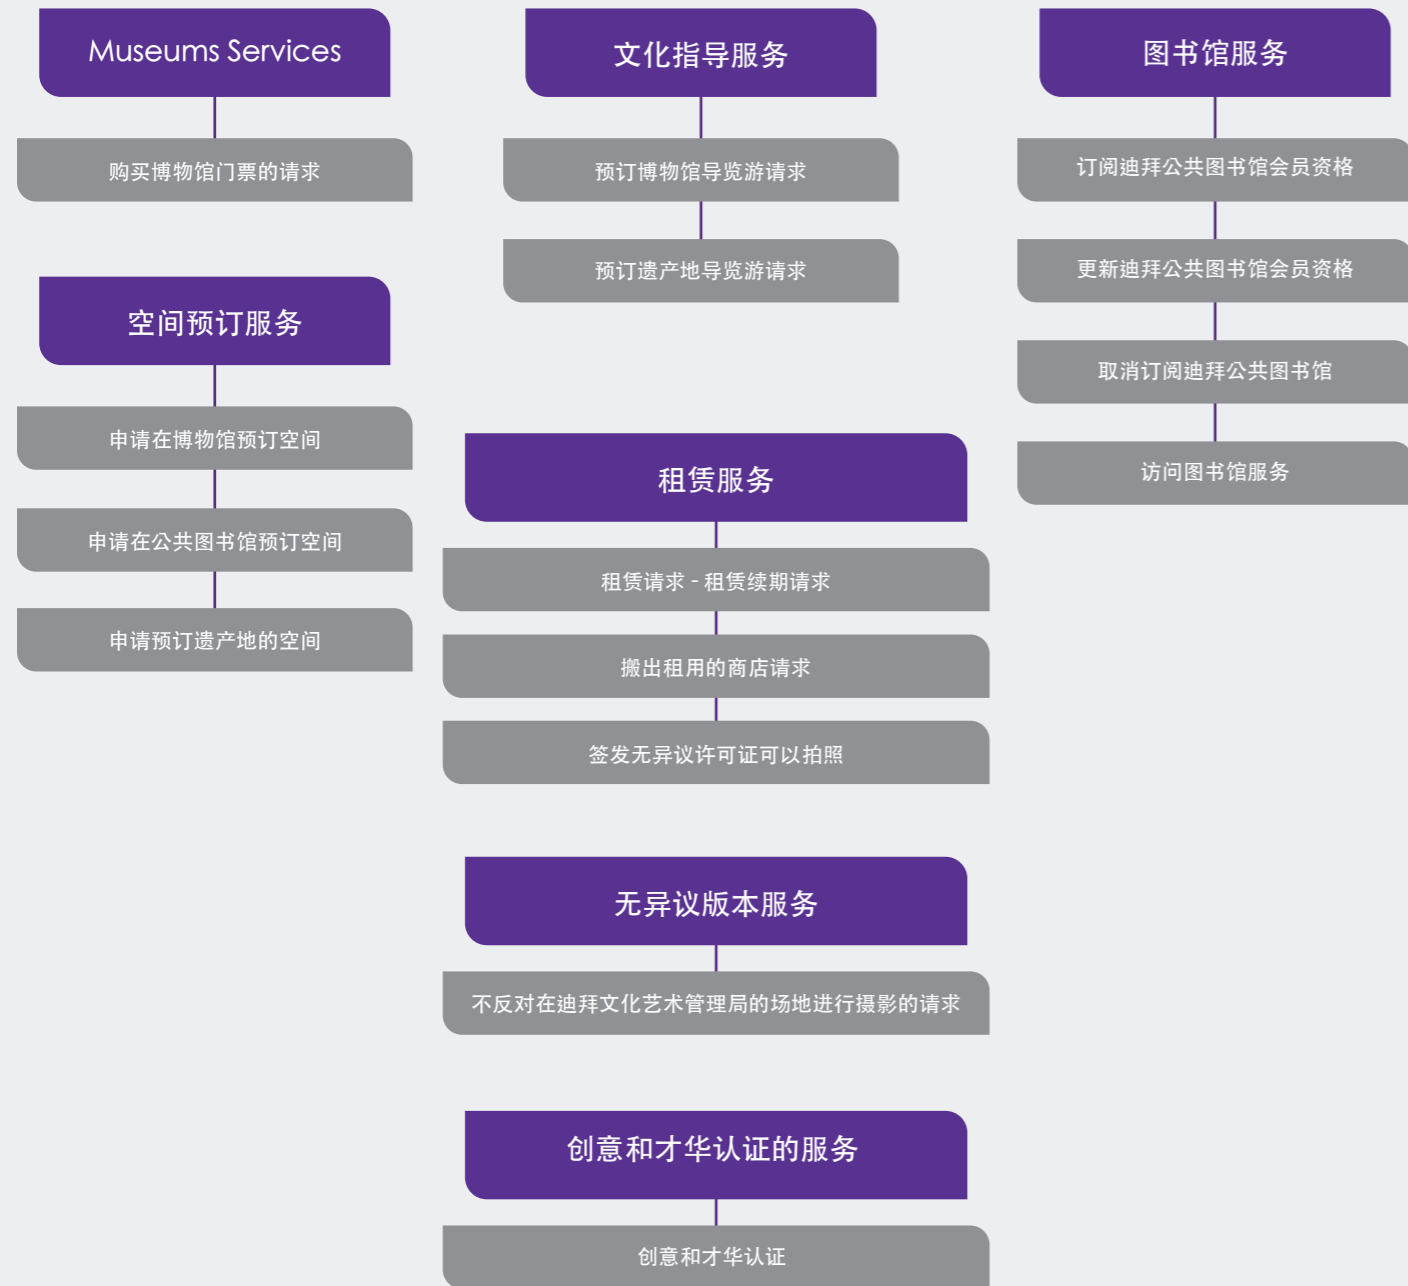 Museums Services
购买博物馆门票的请求
空间预订服务
申请在博物馆预订空间
申请在公共图书馆预订空间
申请预订遗产地的空间
文化指导服务
预订博物馆导览游请求
预订遗产地导览游请求
租赁服务
租赁请求 - 租赁续期请求
搬出租用的商店请求
签发无异议许可证可以拍照
无异议版本服务
不反对在迪拜文化艺术管理局的场地进行摄影的请求
创意和才华认证的服务
创意和才华认证
图书馆服务
订阅迪拜公共图书馆会员资格
更新迪拜公共图书馆会员资格
取消订阅迪拜公共图书馆
访问图书馆服务